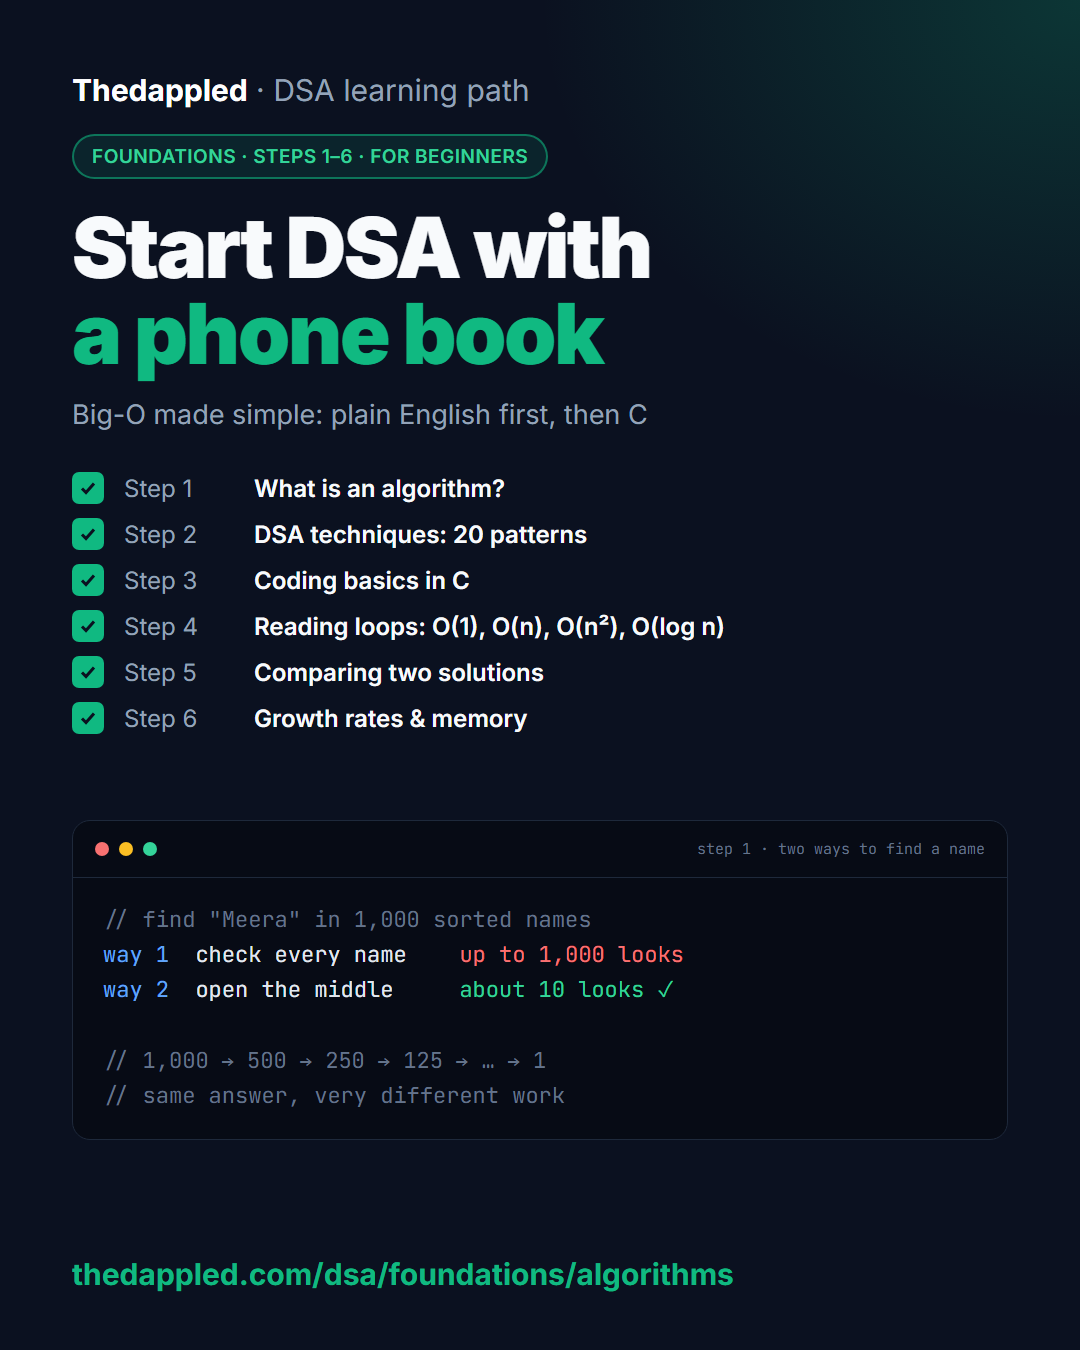 Thedappled · DSA learning path
FOUNDATIONS · STEPS 1–6 · FOR BEGINNERS
Start DSA with
a phone book
Big-O made simple: plain English first, then C
Step 1 What is an algorithm?
Step 2 DSA techniques: 20 patterns
Step 3 Coding basics in C
Step 4 Reading loops: O(1), O(n), O(n²), O(log n)
Step 5 Comparing two solutions
Step 6 Growth rates & memory
step 1 · two ways to find a name
// find "Meera" in 1,000 sorted names
way 1 check every name up to 1,000 looks
way 2 open the middle about 10 looks ✓
// 1,000 → 500 → 250 → 125 → … → 1
// same answer, very different work
thedappled.com/dsa/foundations/algorithms